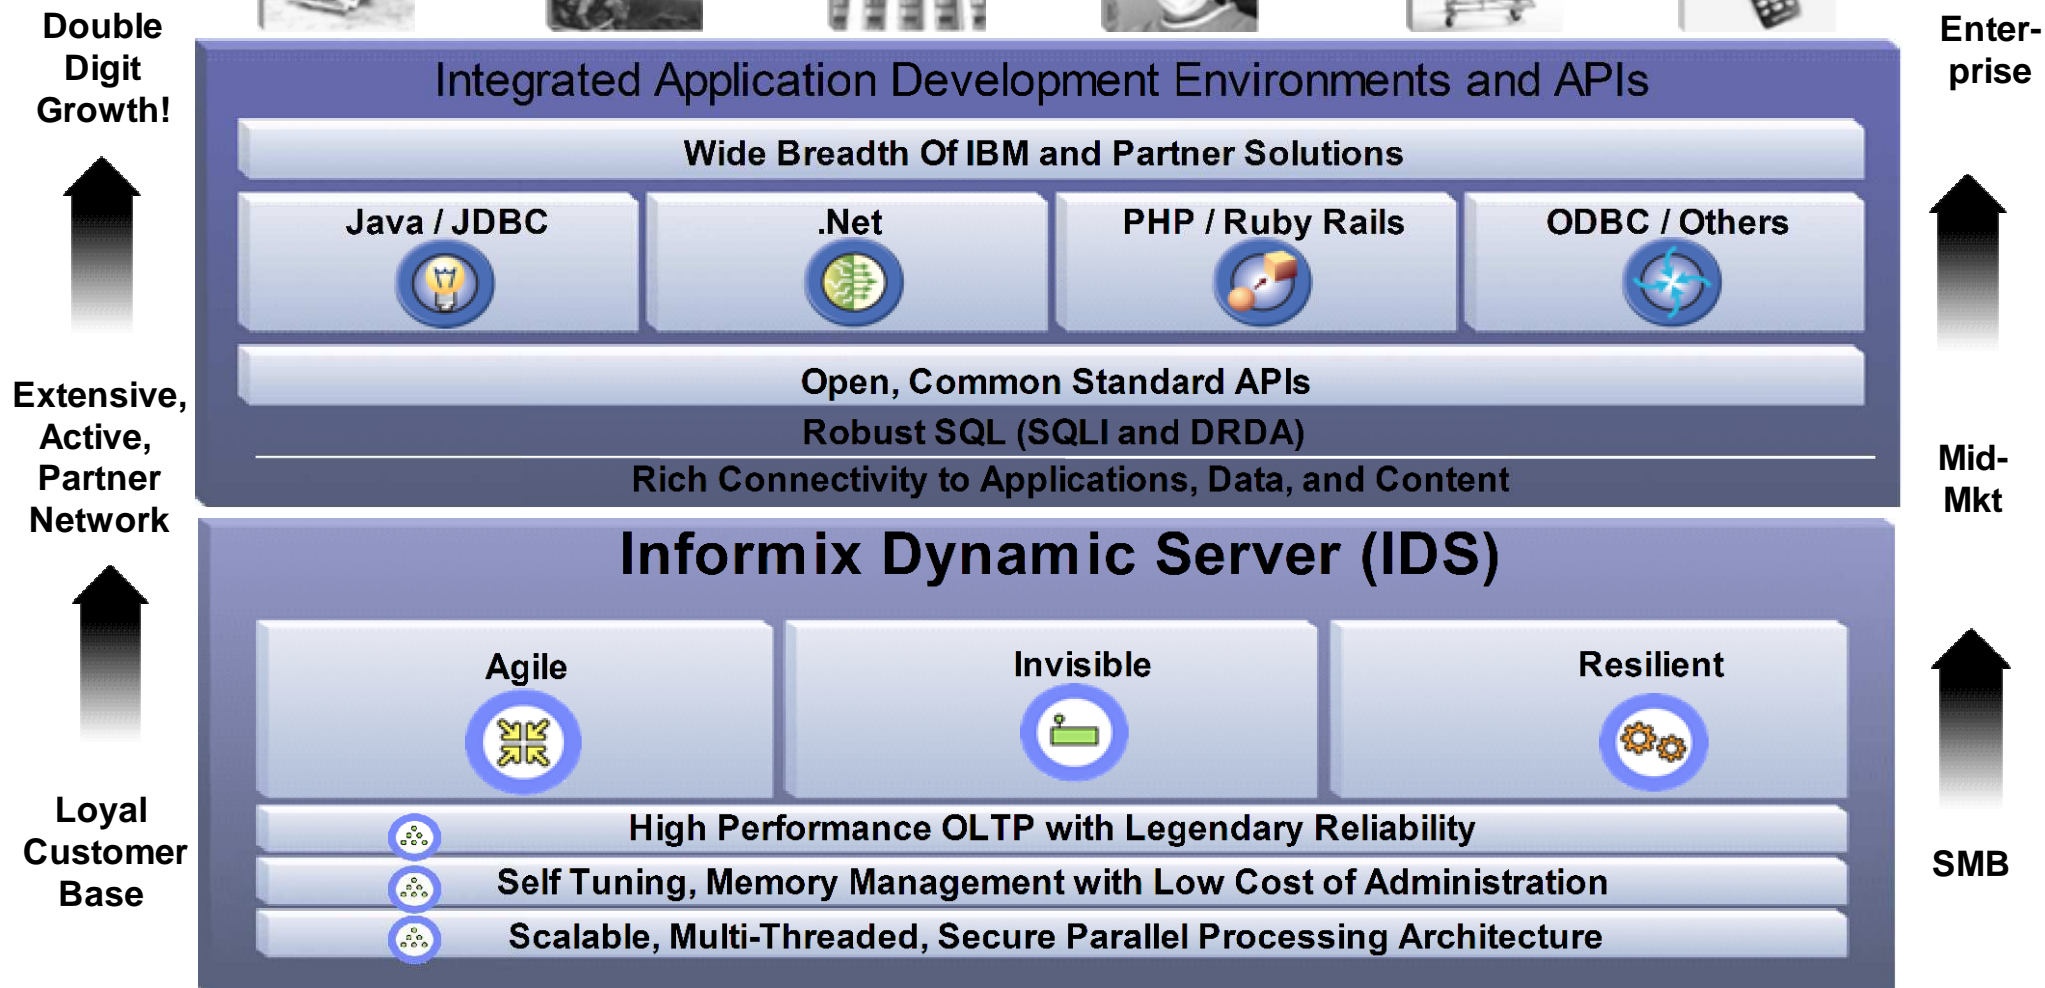 Double
Digit
Growth!
Extensive,
Active,
Partner
Network
Loyal
Customer
Base
Integrated Application Development Environments and APIs
Wide Breadth Of IBM and Partner Solutions
Java / JDBC
.Net
PHP / Ruby Rails
ODBC / Others
Open, Common Standard APIs
Robust SQL (SQLI and DRDA)
Rich Connectivity to Applications, Data, and Content
Informix Dynamic Server (IDS)
Agile
Invisible
Resilient
High Performance OLTP with Legendary Reliability
Self Tuning, Memory Management with Low Cost of Administration
Scalable, Multi-Threaded, Secure Parallel Processing Architecture
Enter-
prise
Mid-
Mkt
SMB